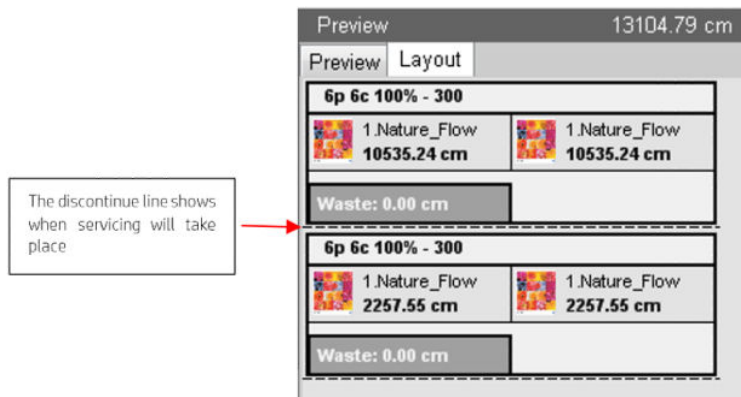 Preview 13104.79 cm
Preview Layout
6p 6c 100% - 300
1.Nature_Flow 1.Nature_Flow
10535.24 cm 10535.24 cm
Waste: 0.00 cm
The discontinue line shows
when servicing will take
place
6p 6c 100% - 300
1.Nature_Flow 1.Nature_Flow
2257.55 cm 2257.55 cm
Waste: 0.00 cm